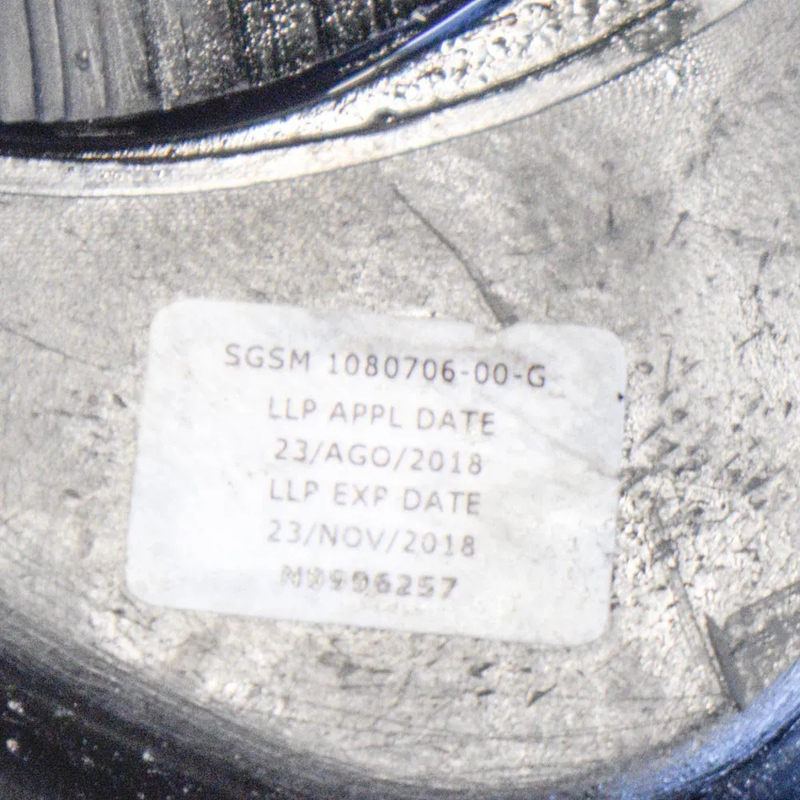 SGSM 1080706-00-G
LLP APPL DATE
23/AGO/2018
LLP EXP DATE
23/NOV/2018